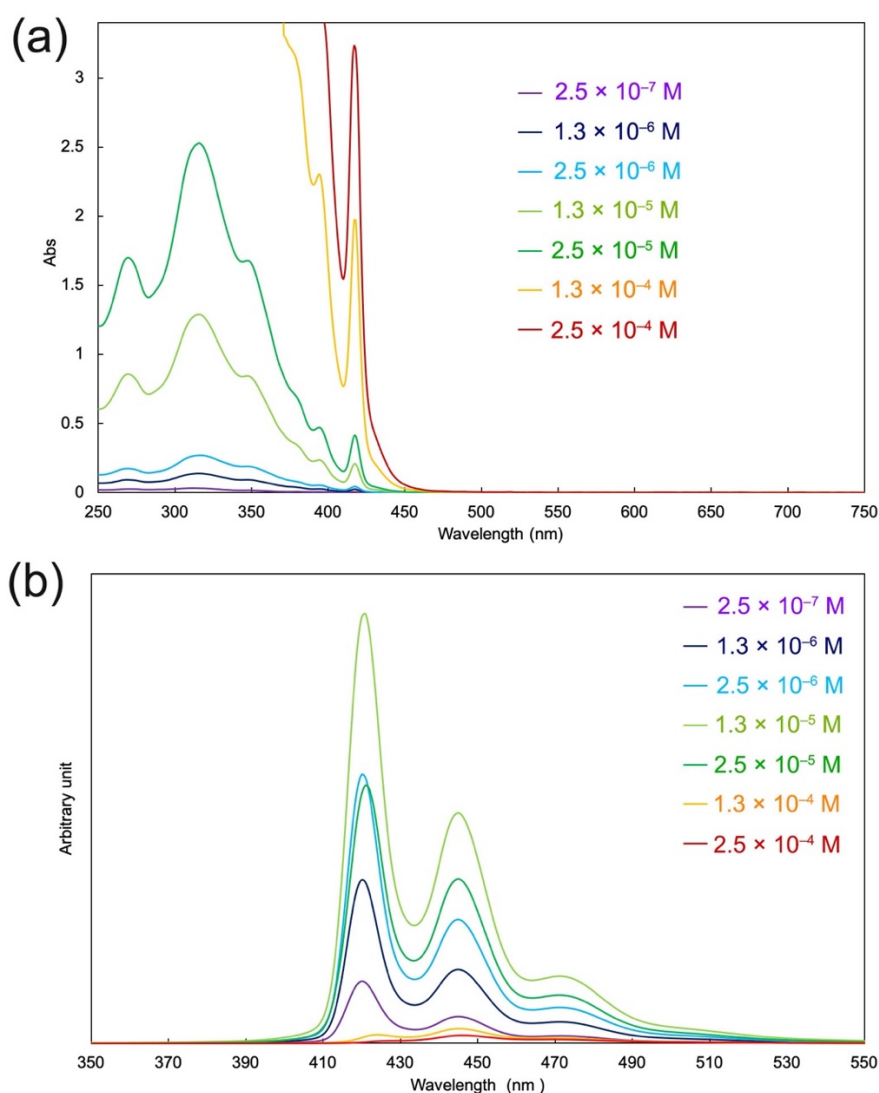 (a)
3
2.5
2
1.5
1
0.5
0
Abs
250 300 350 400 450 500 550 600 650 700 750
Wavelength (nm)
2.5 × 10⁻⁷ M
1.3 × 10⁻⁶ M
2.5 × 10⁻⁶ M
1.3 × 10⁻⁵ M
2.5 × 10⁻⁵ M
1.3 × 10⁻⁴ M
2.5 × 10⁻⁴ M
(b)
Arbitrary unit
2.5 × 10⁻⁷ M
1.3 × 10⁻⁶ M
2.5 × 10⁻⁶ M
1.3 × 10⁻⁵ M
2.5 × 10⁻⁵ M
1.3 × 10⁻⁴ M
2.5 × 10⁻⁴ M
350 370 390 410 430 450 470 490 510 530 550
Wavelength (nm )